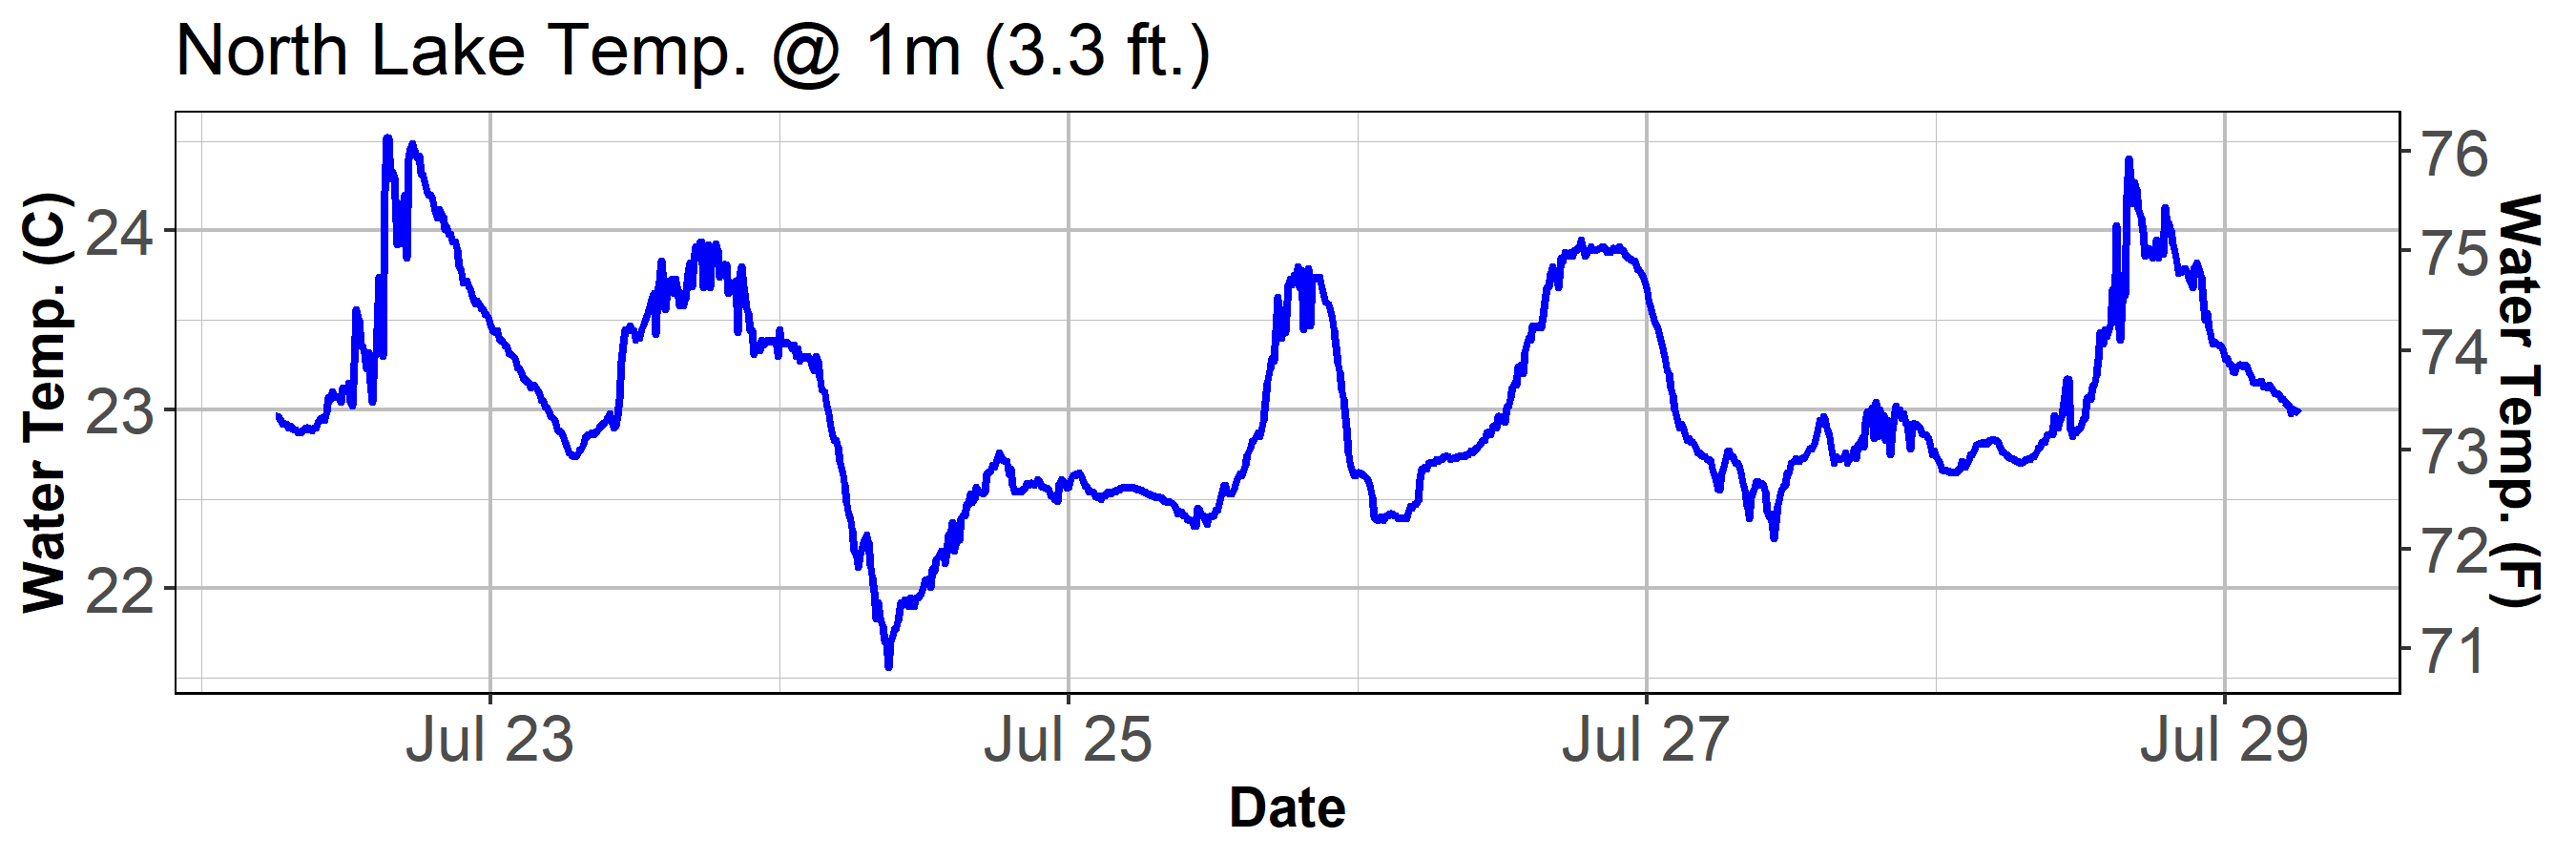 North Lake Temp. @ 1m (3.3 ft.)
Water Temp. (C)
24
23
22
76
75
74
73
72
71
Water Temp. (F)
Jul 23 Jul 25 Jul 27 Jul 29
Date